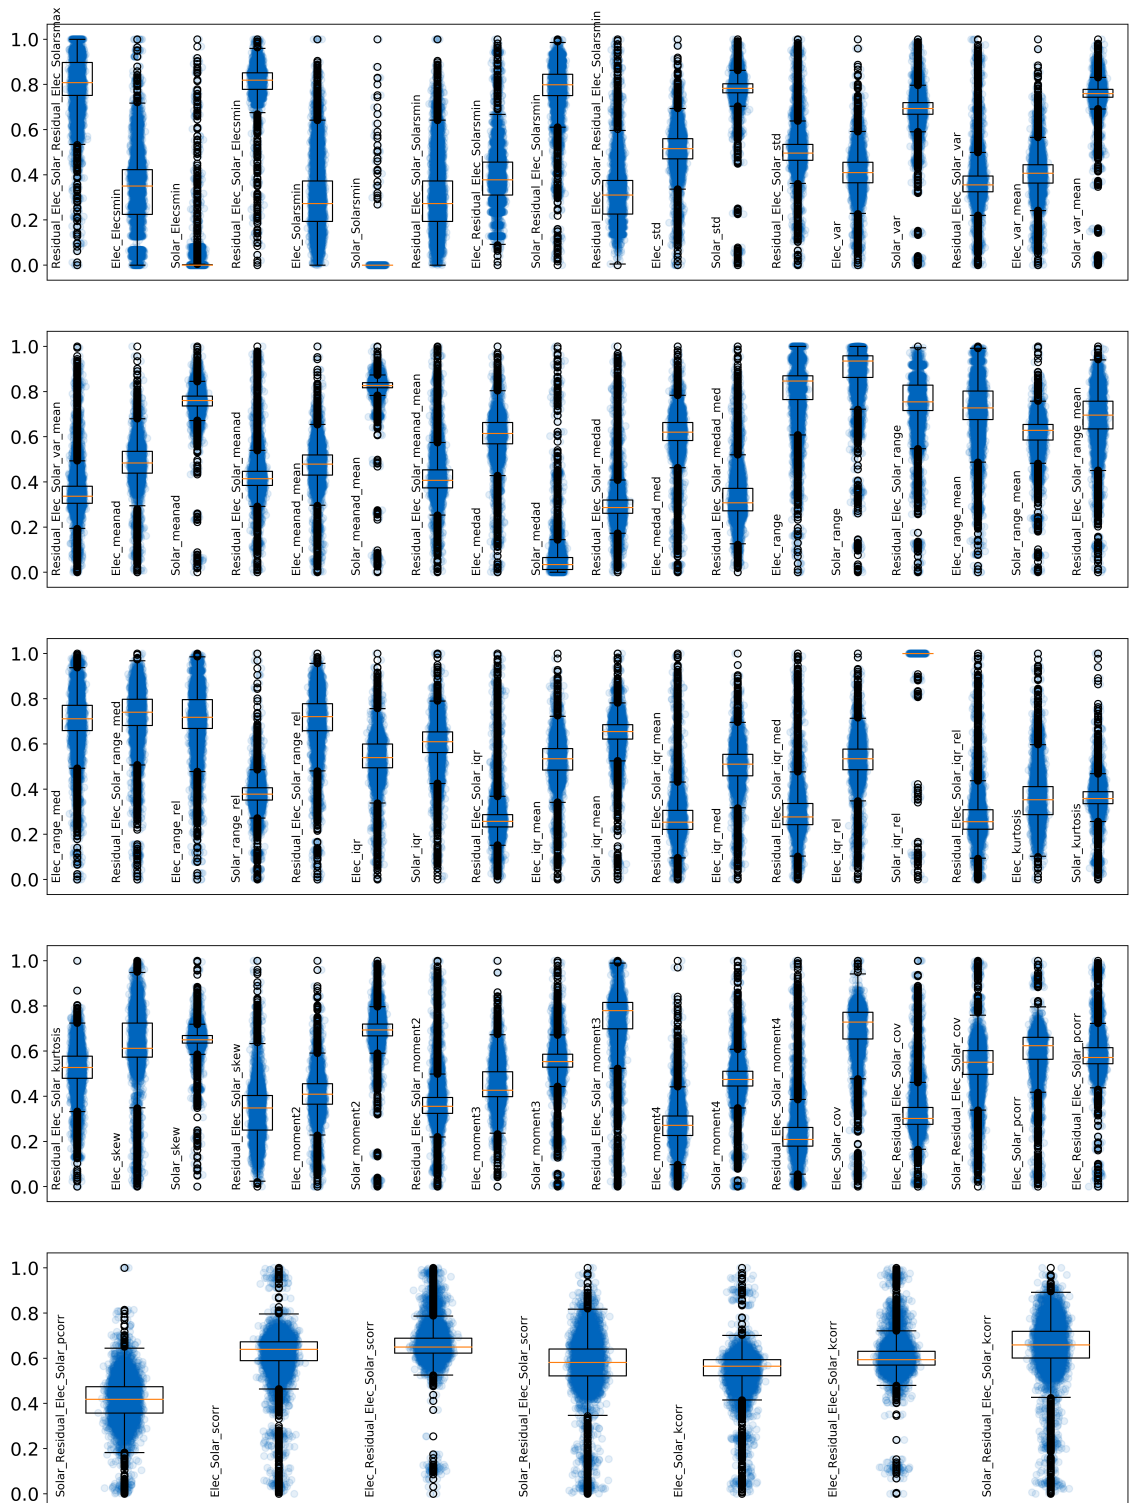 1.0
0.8
0.6
0.4
0.2
0.0
Residual_Elec_Solar_Residual_Elec_Solarsmax
Elec_Elecsmin
Solar_Elecsmin
Residual_Elec_Solar_Elecsmin
Elec_Solarsmin
Solar_Solarsmin
Residual_Elec_Solar_Solarsmin
Elec_Residual_Elec_Solarsmin
Solar_Residual_Elec_Solarsmin
Residual_Elec_Solar_Residual_Elec_Solarsmin
Elec_std
Solar_std
Residual_Elec_Solar_std
Elec_var
Solar_var
Residual_Elec_Solar_var
Elec_var_mean
Solar_var_mean
1.0
0.8
0.6
0.4
0.2
0.0
Residual_Elec_Solar_var_mean
Elec_meanad
Solar_meanad
Residual_Elec_Solar_meanad
Elec_meanad_mean
Solar_meanad_mean
Residual_Elec_Solar_meanad_mean
Elec_medad
Solar_medad
Residual_Elec_Solar_medad
Elec_medad_med
Residual_Elec_Solar_medad_med
Elec_range
Solar_range
Residual_Elec_Solar_range
Elec_range_mean
Solar_range_mean
Residual_Elec_Solar_range_mean
1.0
0.8
0.6
0.4
0.2
0.0
Elec_range_med
Residual_Elec_Solar_range_med
Elec_range_rel
Solar_range_rel
Residual_Elec_Solar_range_rel
Elec_iqr
Solar_iqr
Residual_Elec_Solar_iqr
Elec_iqr_mean
Solar_iqr_mean
Residual_Elec_Solar_iqr_mean
Elec_iqr_med
Residual_Elec_Solar_iqr_med
Elec_iqr_rel
Solar_iqr_rel
Residual_Elec_Solar_iqr_rel
Elec_kurtosis
Solar_kurtosis
1.0
0.8
0.6
0.4
0.2
0.0
Residual_Elec_Solar_kurtosis
Elec_skew
Solar_skew
Residual_Elec_Solar_skew
Elec_moment2
Solar_moment2
Residual_Elec_Solar_moment2
Elec_moment3
Solar_moment3
Residual_Elec_Solar_moment3
Elec_moment4
Solar_moment4
Residual_Elec_Solar_moment4
Elec_Solar_cov
Elec_Residual_Elec_Solar_cov
Solar_Residual_Elec_Solar_cov
Elec_Solar_pcorr
Elec_Residual_Elec_Solar_pcorr
1.0
0.8
0.6
0.4
0.2
0.0
Solar_Residual_Elec_Solar_pcorr
Elec_Solar_scorr
Elec_Residual_Elec_Solar_scorr
Solar_Residual_Elec_Solar_scorr
Elec_Solar_kcorr
Elec_Residual_Elec_Solar_kcorr
Solar_Residual_Elec_Solar_kcorr